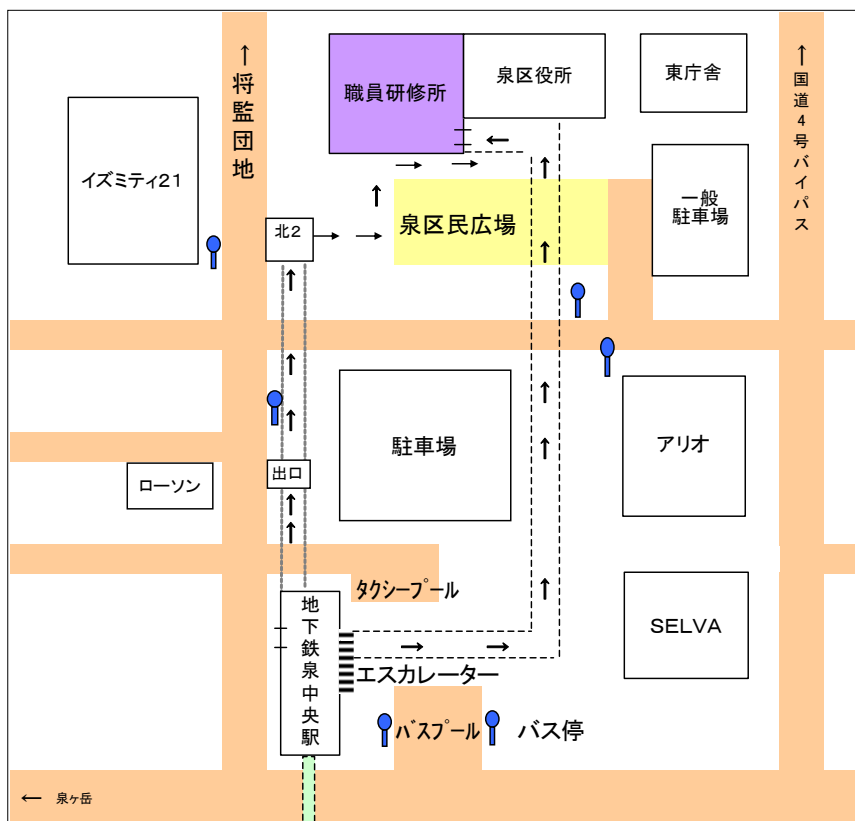 ↑将監団地
職員研修所
泉区役所
東庁舎
↑国道4号バイパス
イズミティ21
一般
駐車場
北2
泉区民広場
駐車場
アリオ
出口
ローソン
タクシープール
地下鉄泉中央駅
SELVA
エスカレーター
バスプール
バス停
← 泉ヶ岳